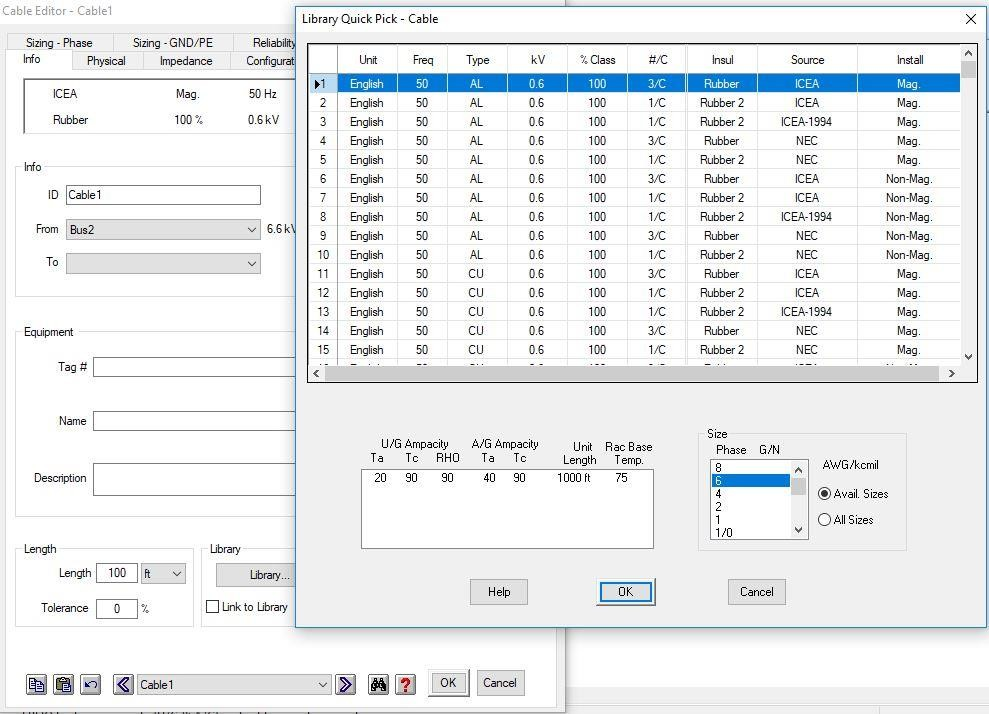 Cable Editor - Cable1
Sizing - Phase Sizing - GND/PE Reliability
Info Physical Impedance Configurat
ICEA Mag. 50 Hz
Rubber 100 % 0.6 kV
Info
ID Cable1
From Bus2 6.6 kV
To
Equipment
Tag #
Name
Description
Length
Length 100 ft
Tolerance 0 %
Library
Library...
Link to Library
Cable1
OK Cancel
Library Quick Pick - Cable
Unit Freq Type kV % Class #/C Insul Source Install
1 English 50 AL 0.6 100 3/C Rubber ICEA Mag.
2 English 50 AL 0.6 100 1/C Rubber 2 ICEA Mag.
3 English 50 AL 0.6 100 1/C Rubber 2 ICEA-1994 Mag.
4 English 50 AL 0.6 100 3/C Rubber NEC Mag.
5 English 50 AL 0.6 100 1/C Rubber 2 NEC Mag.
6 English 50 AL 0.6 100 3/C Rubber ICEA Non-Mag.
7 English 50 AL 0.6 100 1/C Rubber 2 ICEA Non-Mag.
8 English 50 AL 0.6 100 1/C Rubber 2 ICEA-1994 Non-Mag.
9 English 50 AL 0.6 100 3/C Rubber NEC Non-Mag.
10 English 50 AL 0.6 100 1/C Rubber 2 NEC Non-Mag.
11 English 50 CU 0.6 100 3/C Rubber ICEA Mag.
12 English 50 CU 0.6 100 1/C Rubber 2 ICEA Mag.
13 English 50 CU 0.6 100 1/C Rubber 2 ICEA-1994 Mag.
14 English 50 CU 0.6 100 3/C Rubber NEC Mag.
15 English 50 CU 0.6 100 1/C Rubber 2 NEC Mag.
U/G Ampacity A/G Ampacity Unit Rac Base
Ta Tc RHO Ta Tc Length Temp.
20 90 90 40 90 1000 ft 75
Size
Phase G/N
8
6
4
2
1
1/0
AWG/kcmil
Avail. Sizes
All Sizes
Help OK Cancel